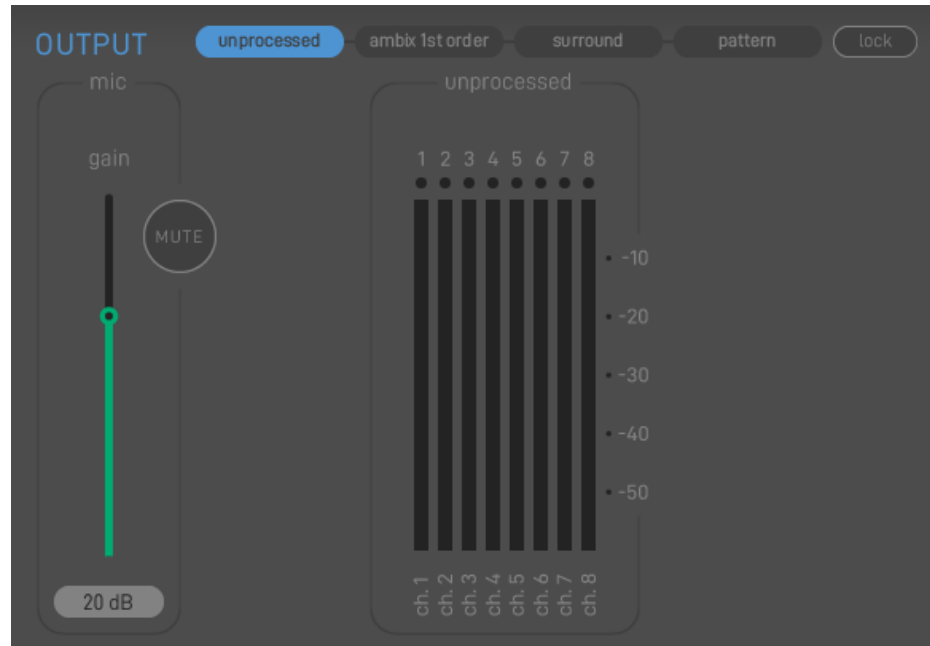 OUTPUT unprocessed ambix 1st order surround pattern lock
mic
gain
MUTE
20 dB
unprocessed
1 2 3 4 5 6 7 8
-10
-20
-30
-40
-50
ch. 1 ch. 2 ch. 3 ch. 4 ch. 5 ch. 6 ch. 7 ch. 8